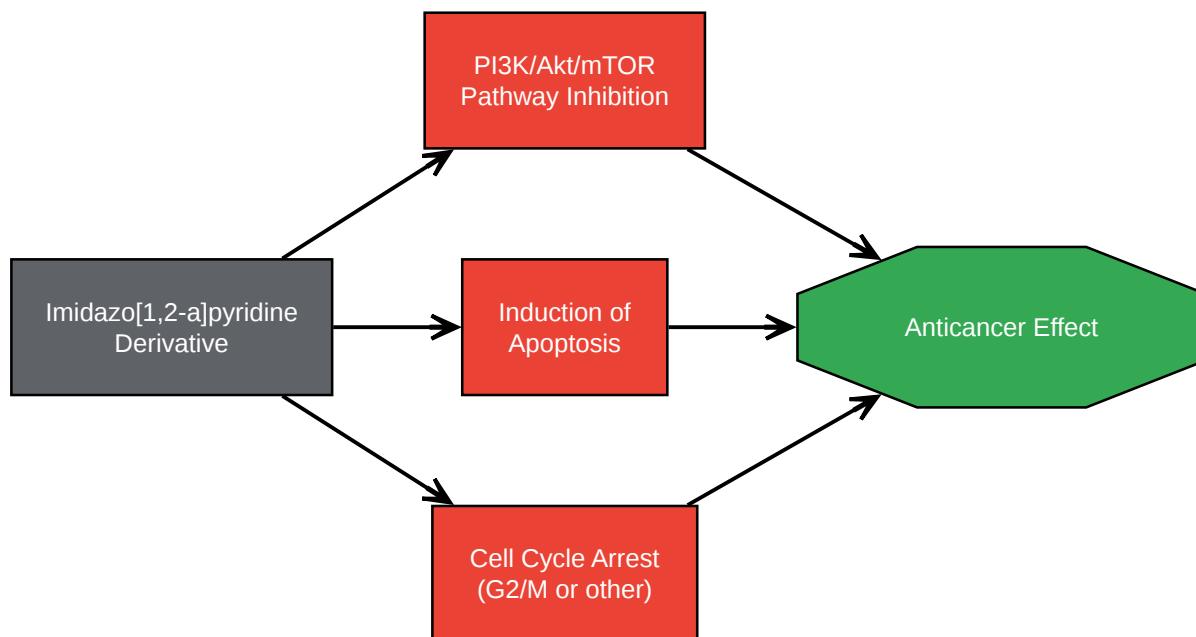 PI3K/Akt/mTOR
Pathway Inhibition
Imidazo[1,2-a]pyridine
Derivative
Induction of
Apoptosis
Anticancer Effect
Cell Cycle Arrest
(G2/M or other)